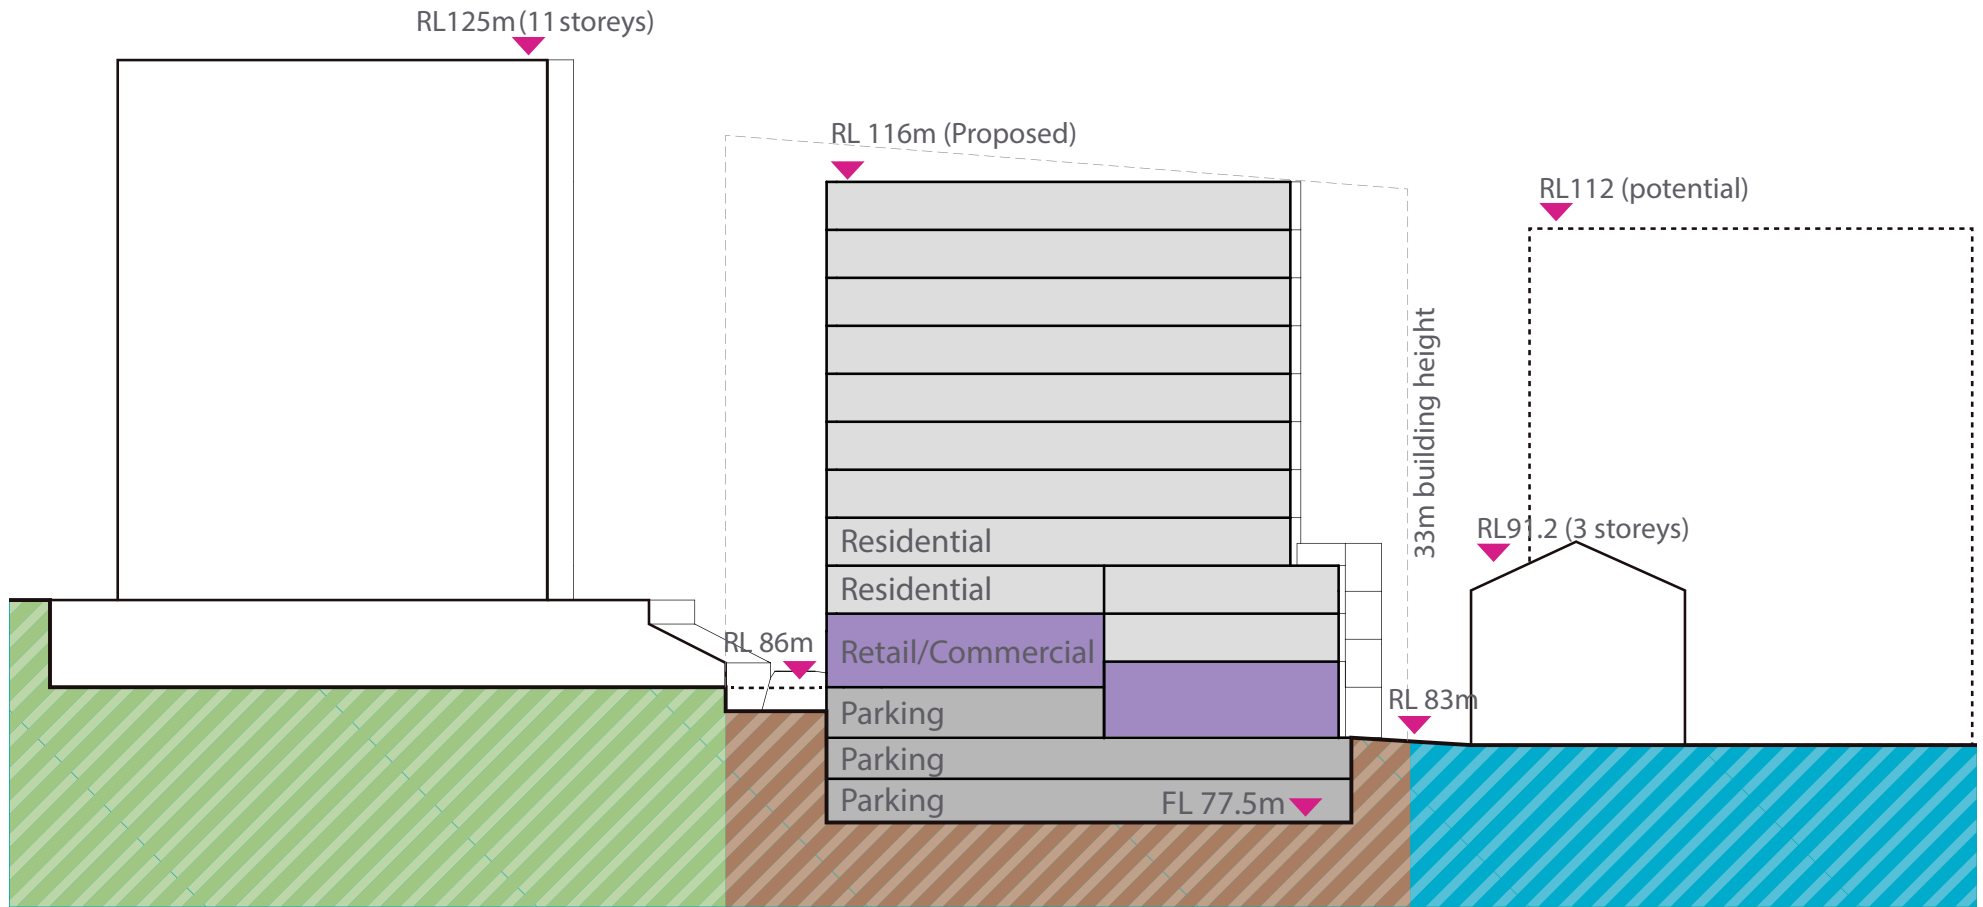 RL125m (11 storeys)
RL 116m (Proposed)
RL112 (potential)
33m building height
RL91.2 (3 storeys)
Residential
Residential
RL 86m
Retail/Commercial
RL 83m
Parking
Parking
Parking
FL 77.5m